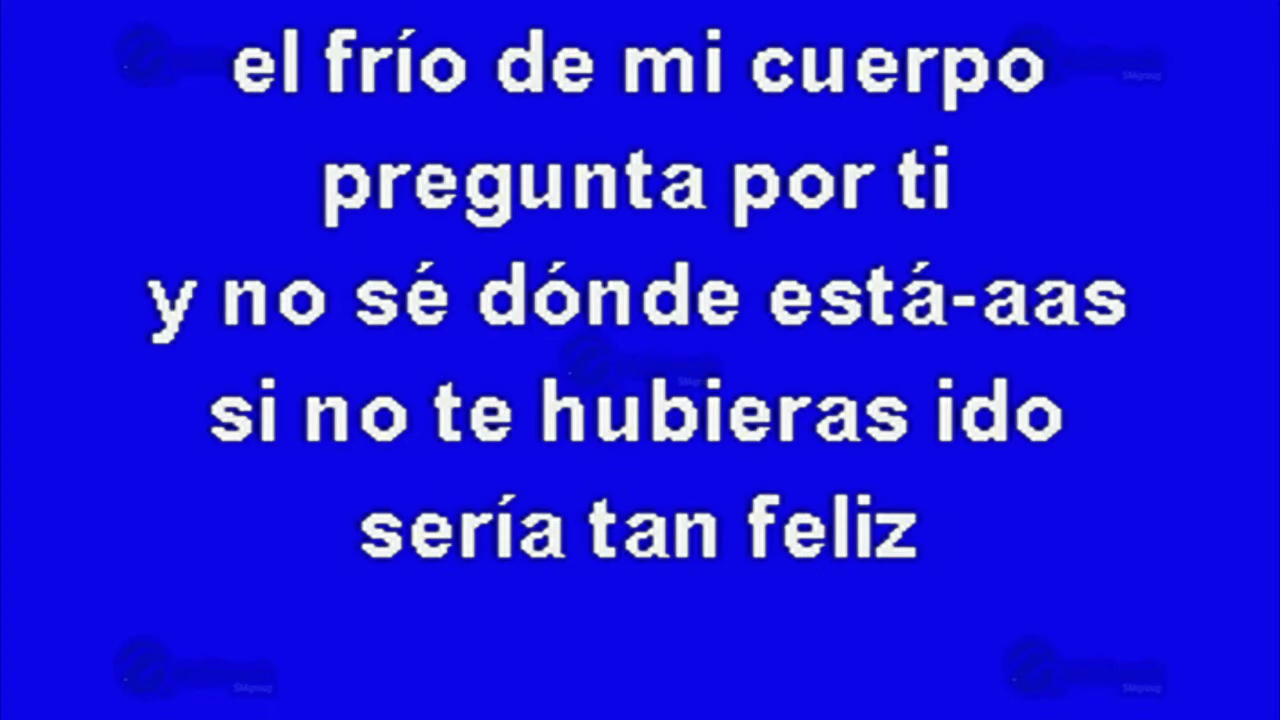 el frío de mi cuerpo
pregunta por ti
y no sé dónde está-aas
si no te hubieras ido
sería tan feliz